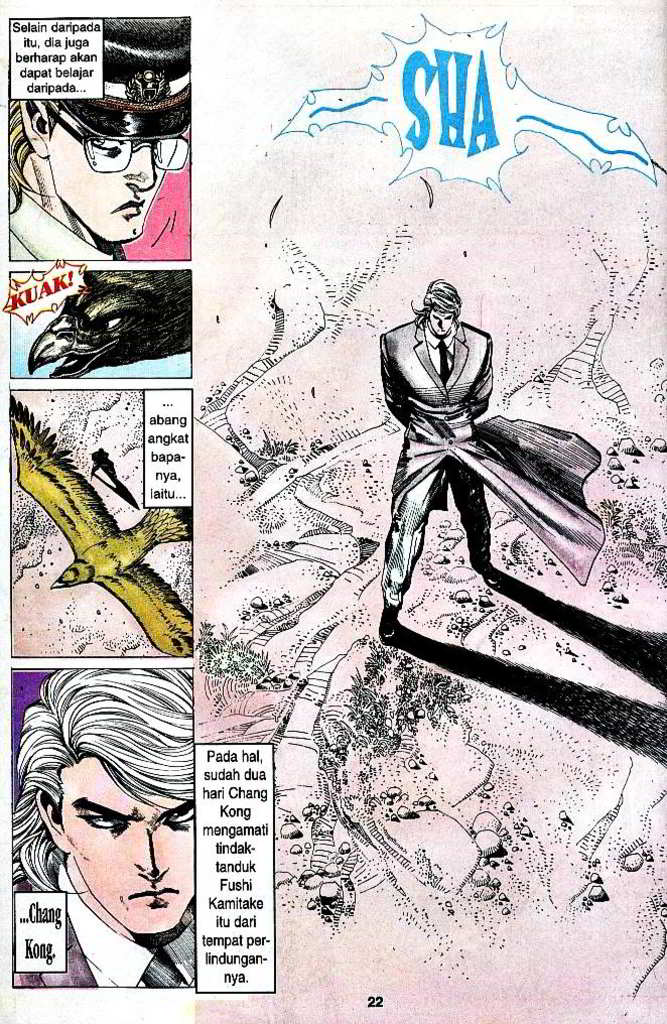 Selain daripada
itu, dia juga
berharap akan
dapat belajar
daripada...
SHA
KUAK!
...
abang
angkat
bapa-
nya,
iaitu...
...Chang
Kong.
Pada hal,
sudah dua
hari Chang
Kong
mengamati
tindak-
tanduk
Fushi
Kamitake
itu dari
tempat per-
lindungan-
nya.
22